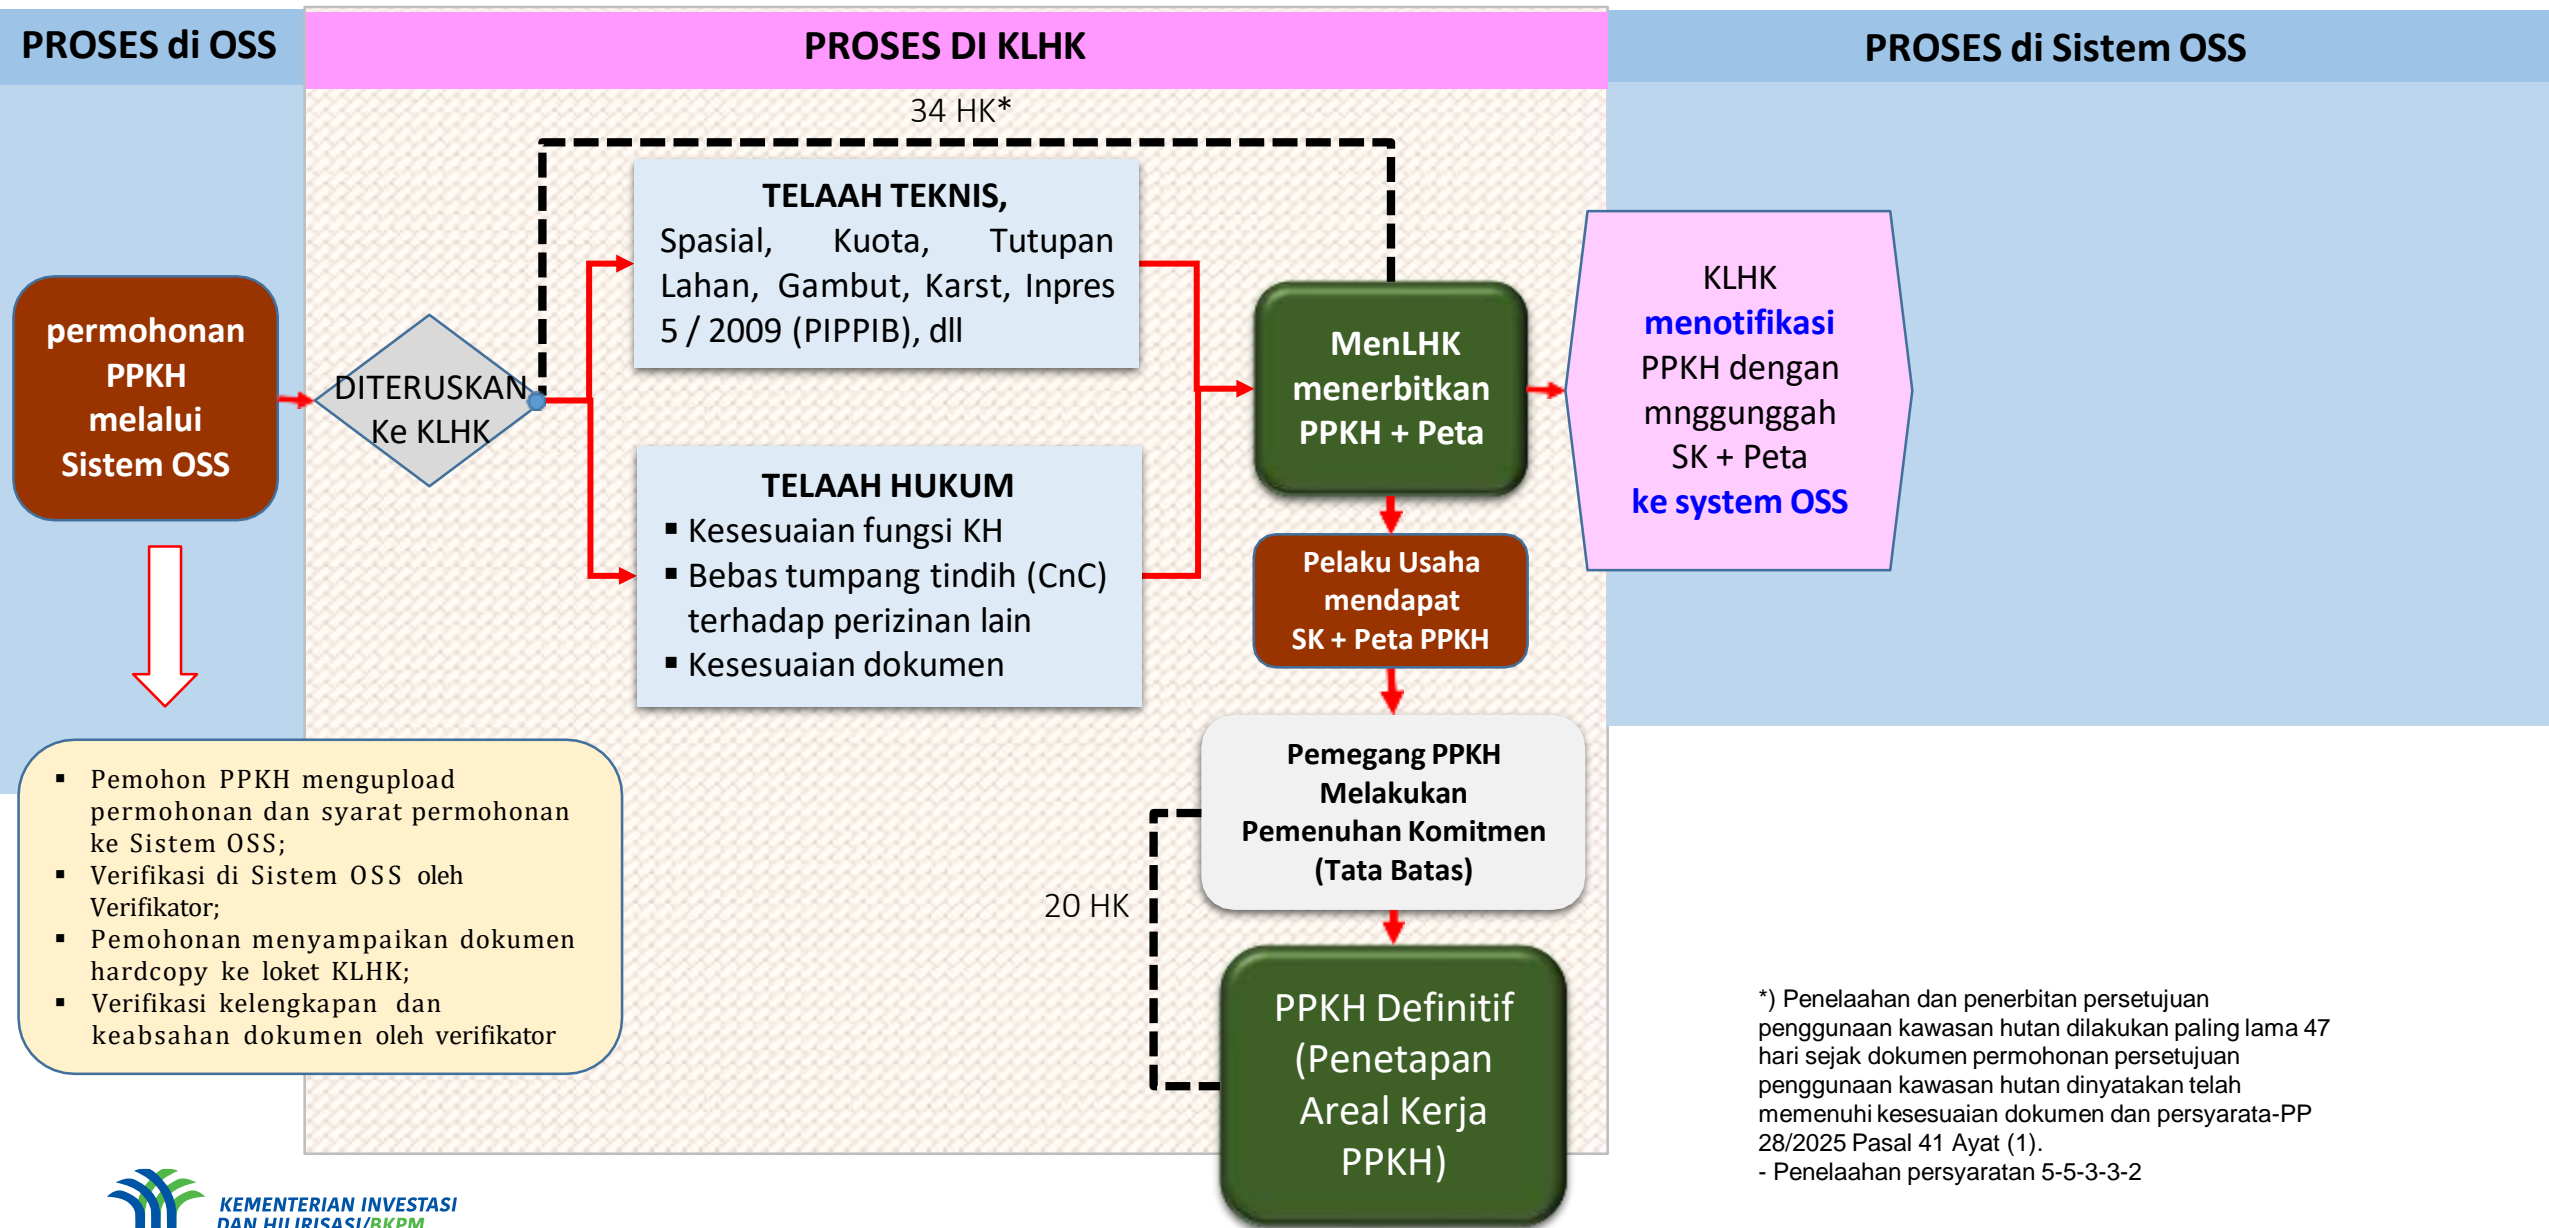 PROSES di OSS
PROSES DI KLHK
PROSES di Sistem OSS
34 HK*
permohonan
PPKH
melalui
Sistem OSS
DITERUSKAN
Ke KLHK
TELAAH TEKNIS,
Spasial, Kuota, Tutupan
Lahan, Gambut, Karst, Inpres
5 / 2009 (PIPPIB), dll
TELAAH HUKUM
▪ Kesesuaian fungsi KH
▪ Bebas tumpang tindih (CnC)
terhadap perizinan lain
▪ Kesesuaian dokumen
MenLHK
menerbitkan
PPKH + Peta
KLHK
menotifikasi
PPKH dengan
mnggunggah
SK + Peta
ke system OSS
Pelaku Usaha
mendapat
SK + Peta PPKH
Pemegang PPKH
Melakukan
Pemenuhan Komitmen
(Tata Batas)
20 HK
PPKH Definitif
(Penetapan
Areal Kerja
PPKH)
▪ Pemohon PPKH mengupload
permohonan dan syarat permohonan
ke Sistem OSS;
▪ Verifikasi di Sistem OSS oleh
Verifikator;
▪ Pemohonan menyampaikan dokumen
hardcopy ke loket KLHK;
▪ Verifikasi kelengkapan dan
keabsahan dokumen oleh verifikator
*) Penelaahan dan penerbitan persetujuan
penggunaan kawasan hutan dilakukan paling lama 47
hari sejak dokumen permohonan persetujuan
penggunaan kawasan hutan dinyatakan telah
memenuhi kesesuaian dokumen dan persyarata-PP
28/2025 Pasal 41 Ayat (1).
- Penelaahan persyaratan 5-5-3-3-2
KEMENTERIAN INVESTASI
DAN HILIRISASI/BKPM